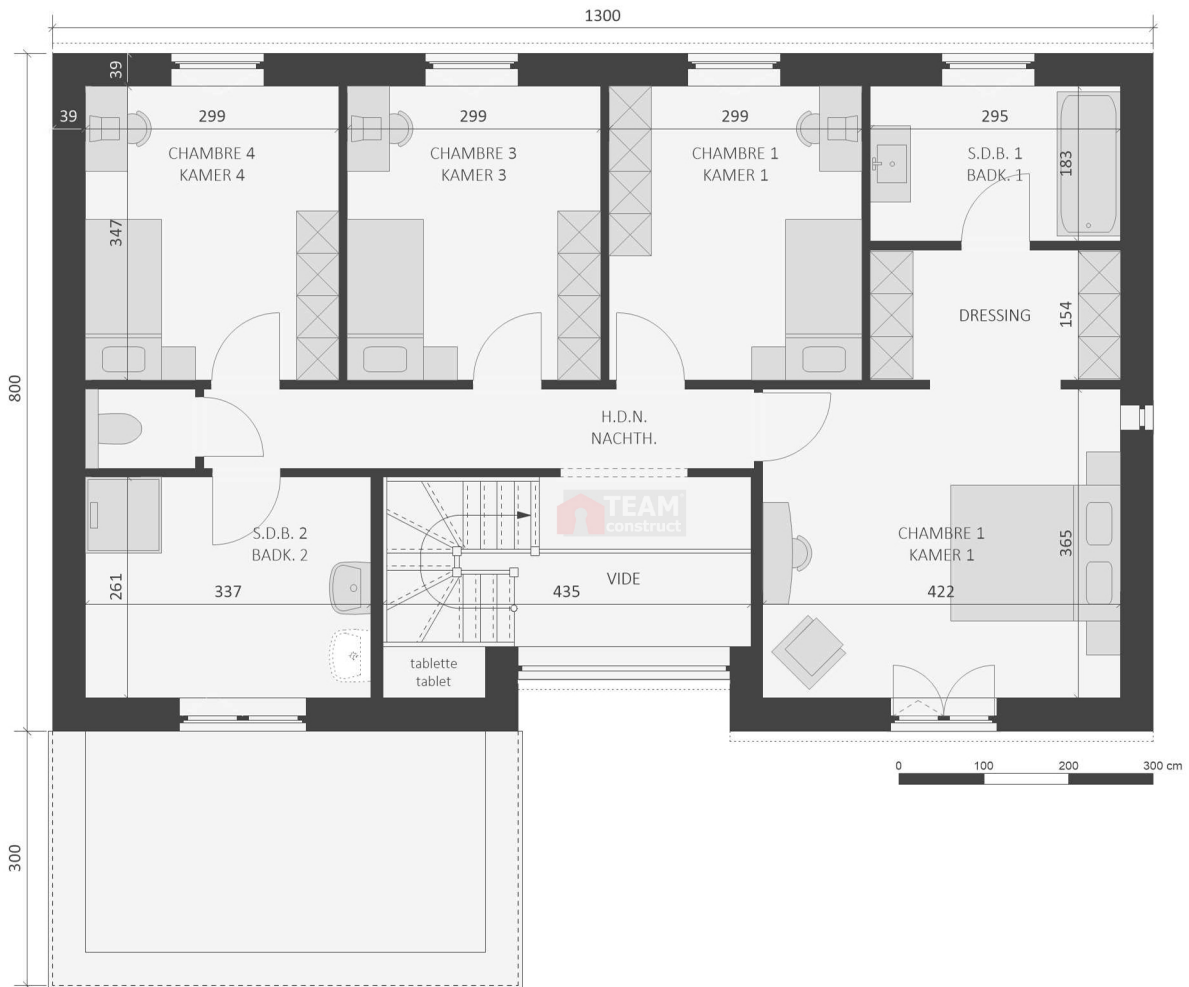 1300
39
39
299
299
299
295
CHAMBRE 4
KAMER 4
CHAMBRE 3
KAMER 3
CHAMBRE 1
KAMER 1
S.D.B. 1
BADK. 1
183
347
DRESSING
154
800
H.D.N.
NACHTH.
TEAM
construct
S.D.B. 2
BADK. 2
CHAMBRE 1
KAMER 1
365
261
337
VIDE
435
422
tablette
tablet
0 100 200 300 cm
300